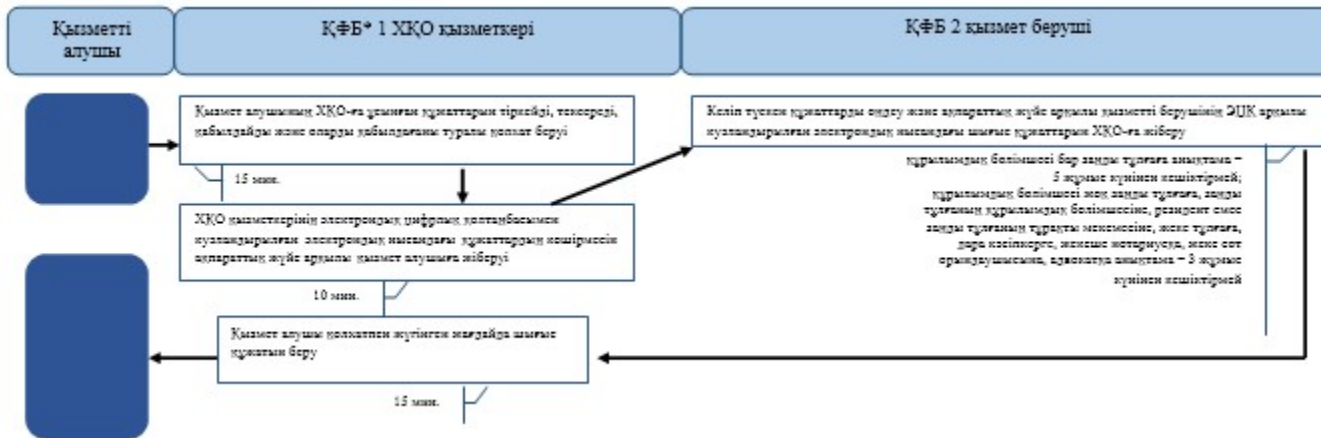 Қызметті
алушы
ҚФБ* 1 ХҚО қызметкері
ҚФБ 2 қызмет беруші
Қызмет алушының ХҚО-ға ұсынған құжаттарын тіркейді, тексереді,
қабылдайды және оларды қабылдағаны туралы қолхат беруі
15 мин.
ХҚО қызметкерінің электрондық цифрлық қолтаңбасымен
куәландырылған электрондық нысандағы құжаттардың көшірмесін
ақпараттық жүйе арқылы қызмет алушыға жіберуі
10 мин.
Қызмет алушы қолхатпен жүгінген жағдайда шығыс
құжатын беру
15 мин.
Келіп түскен құжаттарды өңдеу және ақпараттық жүйе арқылы қызметті берушінің ЭЦҚ арқылы
куәландырылған электрондық нысандағы шығыс құжаттарын ХҚО-ға жіберу
құрылымдық бөлімшесі бар заңды тұлғаға анықтама –
5 жұмыс күнінен кешіктірмей;
құрылымдық бөлімшесі жоқ заңды тұлғаға, заңды
тұлғаның құрылымдық бөлімшесіне, резидент емес
заңды тұлғаның тұрақты мекемесіне, жеке тұлғаға,
дара кәсіпкерге, жекеше нотариусқа, жеке сот
орындаушысына, адвокатқа анықтама – 3 жұмыс
күнінен кешіктірмей